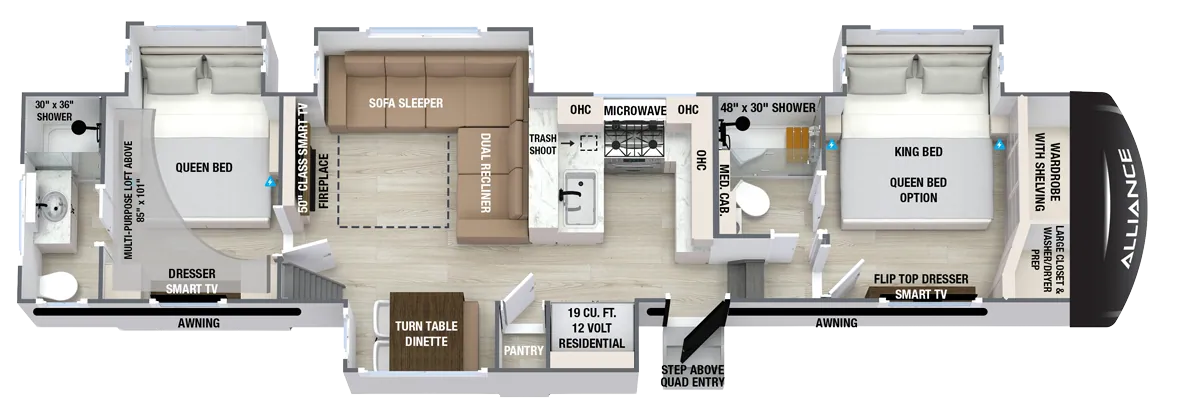 30" x 36"
SHOWER
MULTI-PURPOSE LOFT ABOVE
85" x 101"
QUEEN BED
DRESSER
SMART TV
AWNING
50" CLASS SMART TV
FIREPLACE
SOFA SLEEPER
DUAL RECLINER
TURN TABLE
DINETTE
PANTRY
19 CU. FT.
12 VOLT
RESIDENTIAL
TRASH
SHOOT
OHC
MICROWAVE
OHC
OHC
48" x 30" SHOWER
MED. CAB.
STEP ABOVE
QUAD ENTRY
KING BED
QUEEN BED
OPTION
FLIP TOP DRESSER
SMART TV
AWNING
WARDROBE
WITH SHELVING
LARGE CLOSET &
WASHER/DRYER
PREP
ALLIANCE